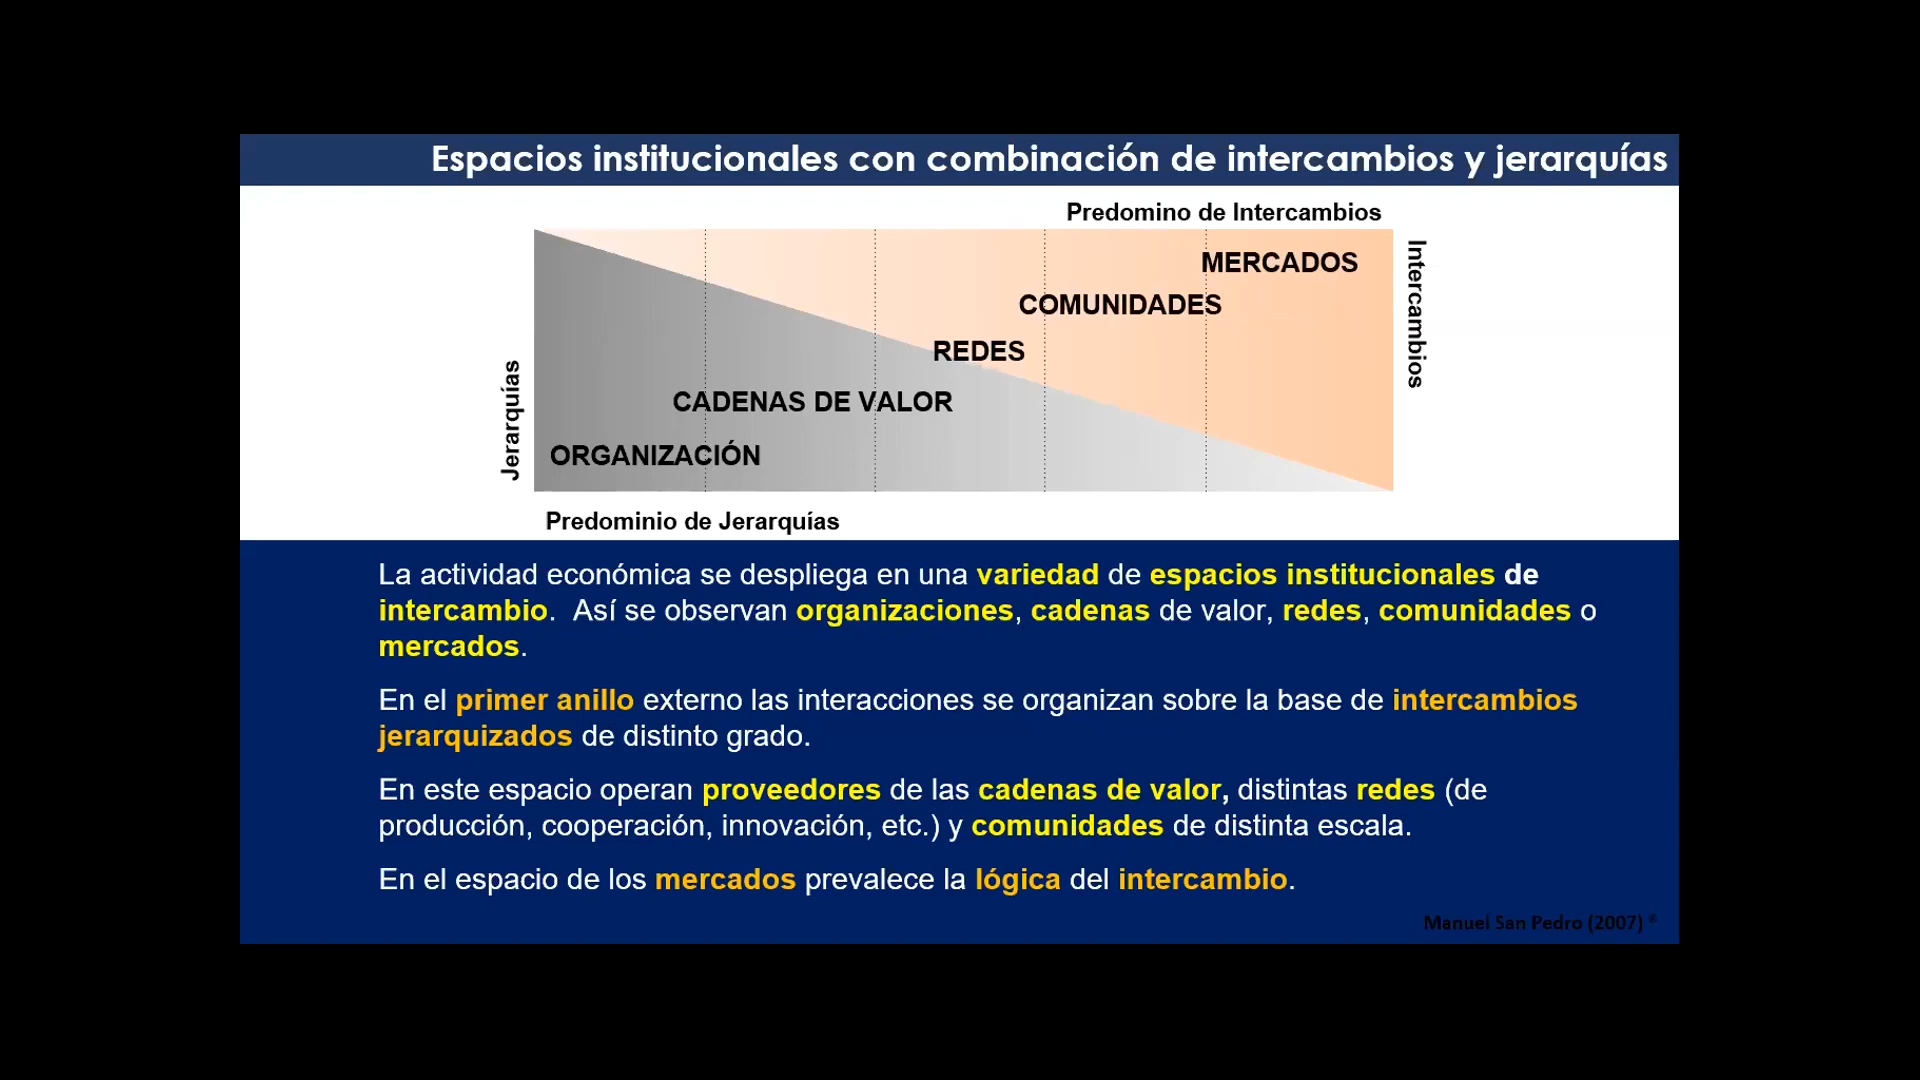 Espacios institucionales con combinación de intercambios y jerarquías
Predomino de Intercambios
MERCADOS
COMUNIDADES
REDES
CADENAS DE VALOR
ORGANIZACIÓN
Jerarquías
Intercambios
Predominio de Jerarquías
La actividad económica se despliega en una variedad de espacios institucionales de
intercambio. Así se observan organizaciones, cadenas de valor, redes, comunidades o
mercados.
En el primer anillo externo las interacciones se organizan sobre la base de intercambios
jerarquizados de distinto grado.
En este espacio operan proveedores de las cadenas de valor, distintas redes (de
producción, cooperación, innovación, etc.) y comunidades de distinta escala.
En el espacio de los mercados prevalece la lógica del intercambio.
Manuel San Pedro (2007) ©